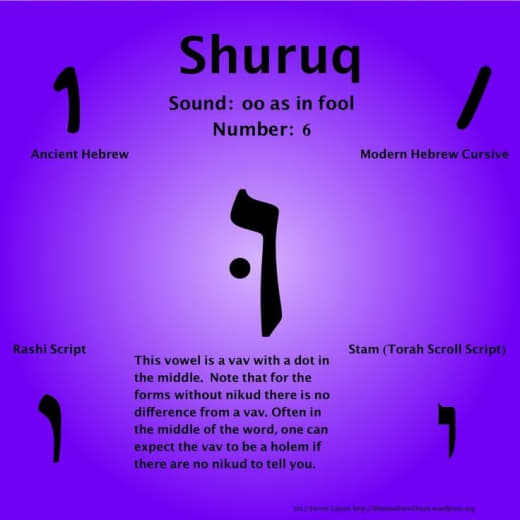 Shuruq
Sound: oo as in fool
Number: 6
ו
ו
Ancient Hebrew
Modern Hebrew Cursive
וּ
Rashi Script
Stam (Torah Scroll Script)
This vowel is a vav with a dot in
the middle. Note that for the
forms without nikud there is no
difference from a vav. Often in
the middle of the word, one can
expect the vav to be a holem if
there are no nikud to tell you.
ו
ו